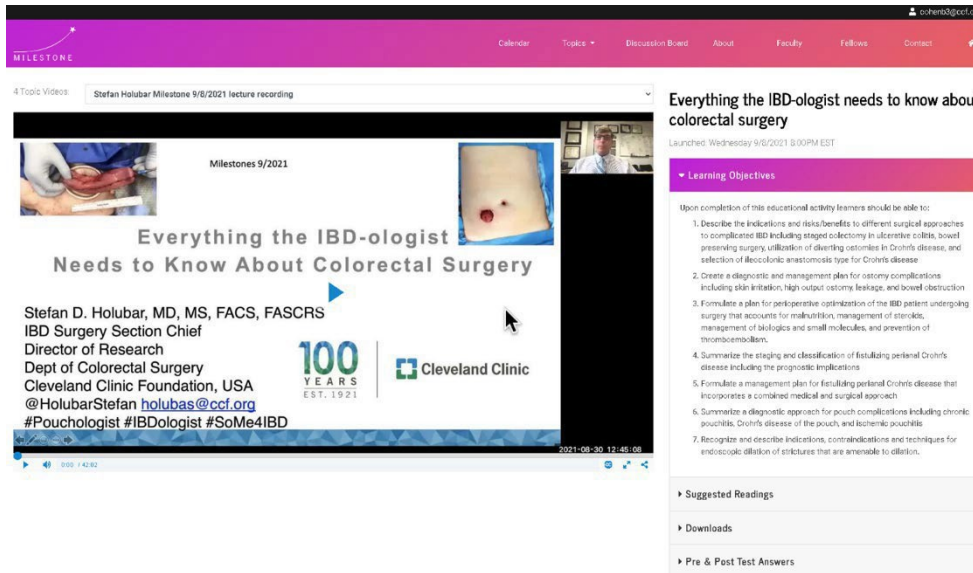 cohenb3@ccf.o
MILESTONE
Calendar Topics Discussion Board About Faculty Fellows Contact
4 Topic Videos:
Stefan Holubar Milestone 9/8/2021 lecture recording
Milestones 9/2021
Everything the IBD-ologist
Needs to Know About Colorectal Surgery
Stefan D. Holubar, MD, MS, FACS, FASCRS
IBD Surgery Section Chief
Director of Research
Dept of Colorectal Surgery
Cleveland Clinic Foundation, USA
@HolubarStefan holubas@ccf.org
#Pouchologist #IBDologist #SoMe4IBD
100
YEARS
EST. 1921
Cleveland Clinic
2021-08-30 12:45:08
0:00 / 42:02
Everything the IBD-ologist needs to know abou
colorectal surgery
Launched: Wednesday 9/8/2021 8:00PM EST
Learning Objectives
Upon completion of this educational activity learners should be able to:
1. Describe the indications and risks/benefits to different surgical approaches
to complicated IBD including staged colectomy in ulcerative colitis, bowel
preserving surgery, utilization of diverting ostomies in Crohn's disease, and
selection of ileocolonic anastomosis type for Crohn's disease
2. Create a diagnostic and management plan for ostomy complications
including skin irritation, high output ostomy, leakage, and bowel obstruction
3. Formulate a plan for perioperative optimization of the IBD patient undergoing
surgery that accounts for malnutrition, management of steroids,
management of biologics and small molecules, and prevention of
thromboembolism.
4. Summarize the staging and classification of fistulizing perianal Crohn's
disease including the prognostic implications
5. Formulate a management plan for fistulizing perianal Crohn's disease that
incorporates a combined medical and surgical approach
6. Summarize a diagnostic approach for pouch complications including chronic
pouchitis, Crohn's disease of the pouch, and ischemic pouchitis
7. Recognize and describe indications, contraindications and techniques for
endoscopic dilation of strictures that are amenable to dilation.
Suggested Readings
Downloads
Pre & Post Test Answers